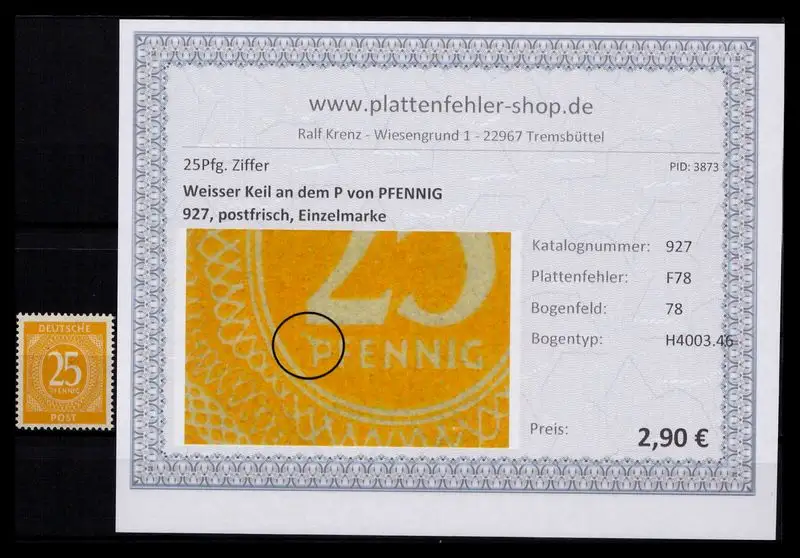 www.plattenfehler-shop.de
Ralf Krenz - Wiesengrund 1 - 22967 Tremsbüttel
25Pfg. Ziffer
PID: 3873
Weisser Keil an dem P von PFENNIG
927, postfrisch, Einzelmarke
Katalognummer: 927
Plattenfehler: F78
Bogenfeld: 78
Bogentyp: H4003.46
Preis: 2,90 €
25
PFENNIG
DEUTSCHE
25
PFENNIG
POST